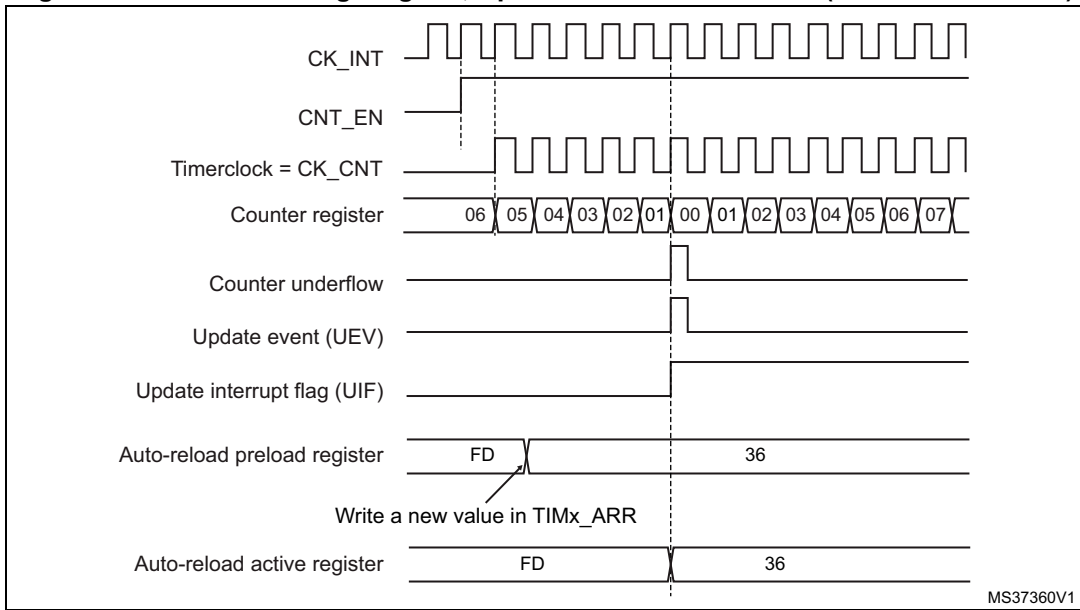 CK_INT
CNT_EN
Timerclock = CK_CNT
Counter register 06 05 04 03 02 01 00 01 02 03 04 05 06 07
Counter underflow
Update event (UEV)
Update interrupt flag (UIF)
Auto-reload preload register FD 36
Write a new value in TIMx_ARR
Auto-reload active register FD 36
MS37360V1